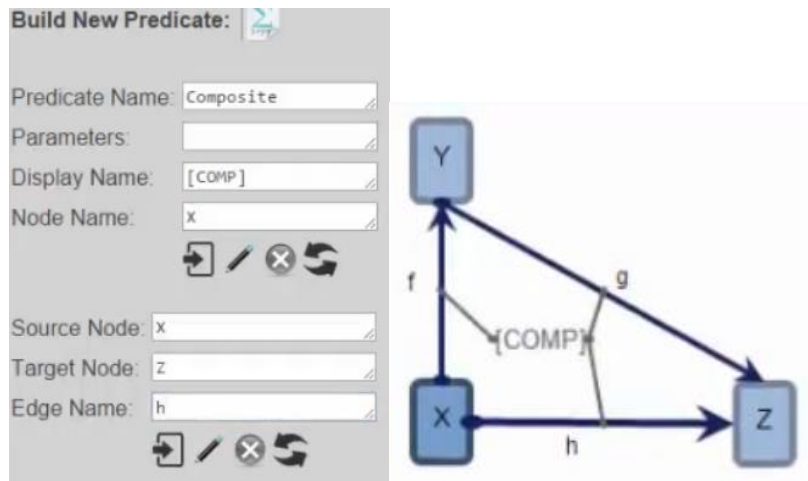 Build New Predicate:
Predicate Name: Composite
Parameters:
Display Name: [COMP]
Node Name: X
Source Node: X
Target Node: Z
Edge Name: h
Y
f
g
[COMP]
X
Z
h